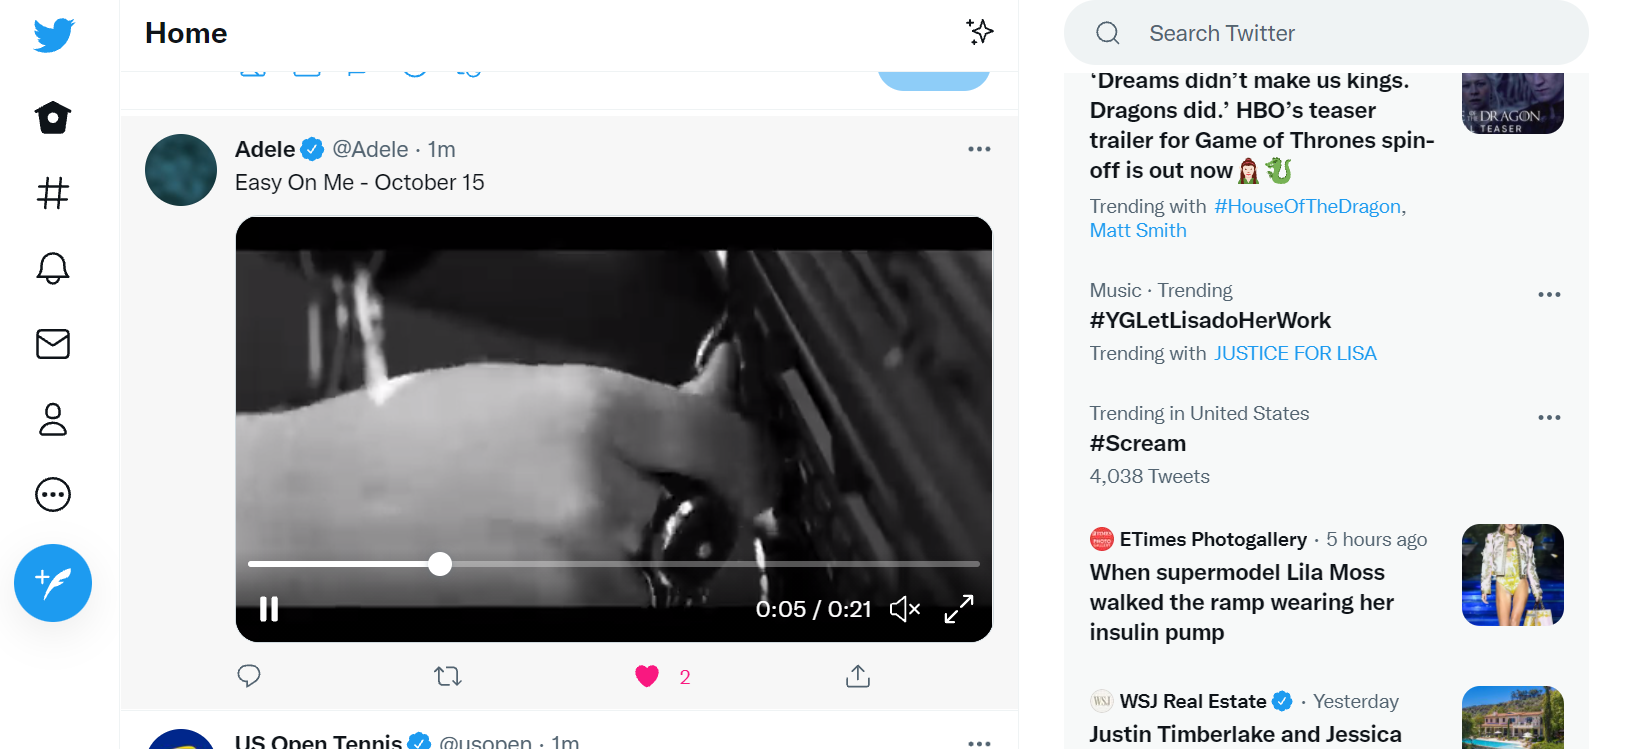 Home
Search Twitter
Adele @Adele · 1m
Easy On Me - October 15
0:05 / 0:21
2
US Open Tennis @usopen · 1m
‘Dreams didn’t make us kings.
Dragons did.’ HBO’s teaser
trailer for Game of Thrones spin-
off is out now
DRAGON
TEASER
Trending with #HouseOfTheDragon,
Matt Smith
Music · Trending
#YGLetLisadoHerWork
Trending with JUSTICE FOR LISA
Trending in United States
#Scream
4,038 Tweets
ETimes Photogallery · 5 hours ago
When supermodel Lila Moss
walked the ramp wearing her
insulin pump
WSJ
WSJ Real Estate · Yesterday
Justin Timberlake and Jessica